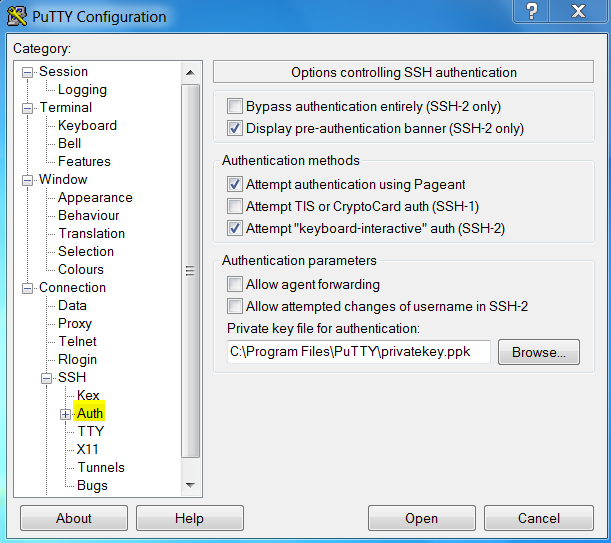 PuTTY Configuration
?
X
Category:
Session
Logging
Terminal
Keyboard
Bell
Features
Window
Appearance
Behaviour
Translation
Selection
Colours
Connection
Data
Proxy
Telnet
Rlogin
SSH
Kex
Auth
TTY
X11
Tunnels
Bugs
Options controlling SSH authentication
Bypass authentication entirely (SSH-2 only)
Display pre-authentication banner (SSH-2 only)
Authentication methods
Attempt authentication using Pageant
Attempt TIS or CryptoCard auth (SSH-1)
Attempt "keyboard-interactive" auth (SSH-2)
Authentication parameters
Allow agent forwarding
Allow attempted changes of username in SSH-2
Private key file for authentication:
C:\Program Files\PuTTY\privatekey.ppk
Browse...
About
Help
Open
Cancel